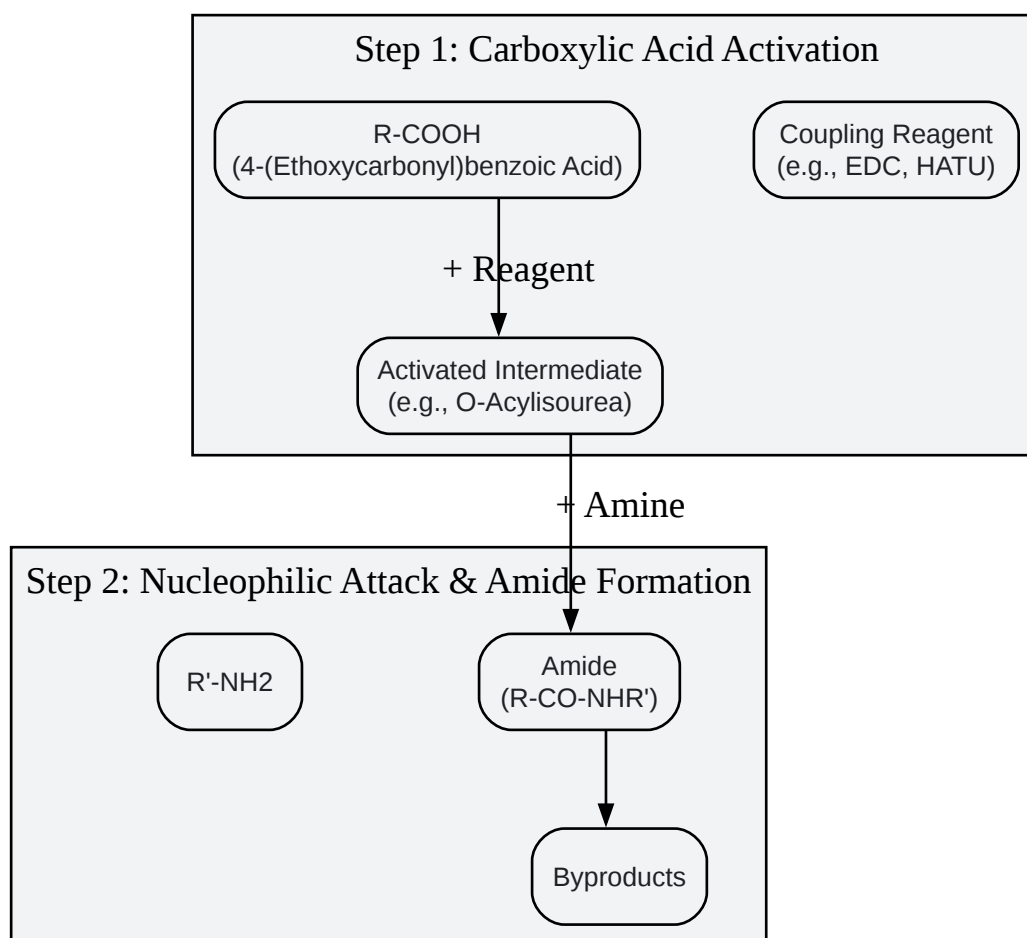 Step 1: Carboxylic Acid Activation
R-COOH
(4-(Ethoxycarbonyl)benzoic Acid)
Coupling Reagent
(e.g., EDC, HATU)
+ Reagent
Activated Intermediate
(e.g., O-Acylisourea)
+ Amine
Step 2: Nucleophilic Attack & Amide Formation
R'-NH2
Amide
(R-CO-NHR')
Byproducts